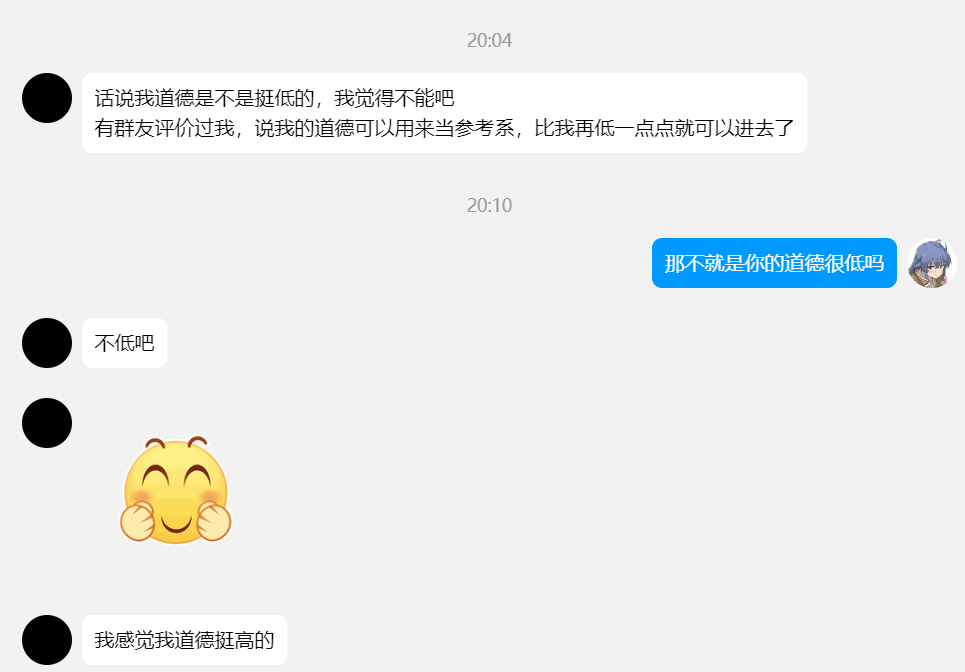 20:04
话说我道德是不是挺低的，我觉得不能吧
有群友评价过我，说我的道德可以用来当参考系，比我再低一点点就可以进去了
20:10
那不就是你的道德很低吗
不低吧
我感觉我道德挺高的